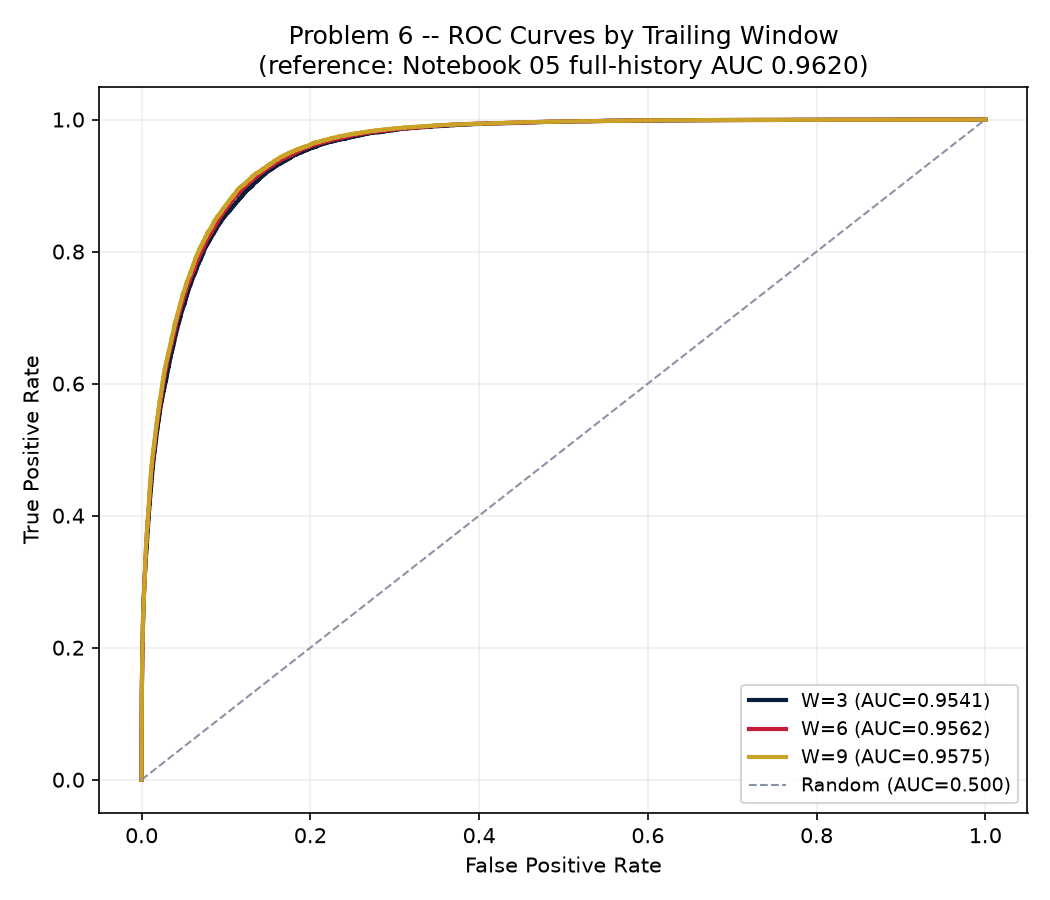 Problem 6 -- ROC Curves by Trailing Window
(reference: Notebook 05 full-history AUC 0.9620)
True Positive Rate
1.0
0.8
0.6
0.4
0.2
0.0
W=3 (AUC=0.9541)
W=6 (AUC=0.9562)
W=9 (AUC=0.9575)
Random (AUC=0.500)
0.0 0.2 0.4 0.6 0.8 1.0
False Positive Rate